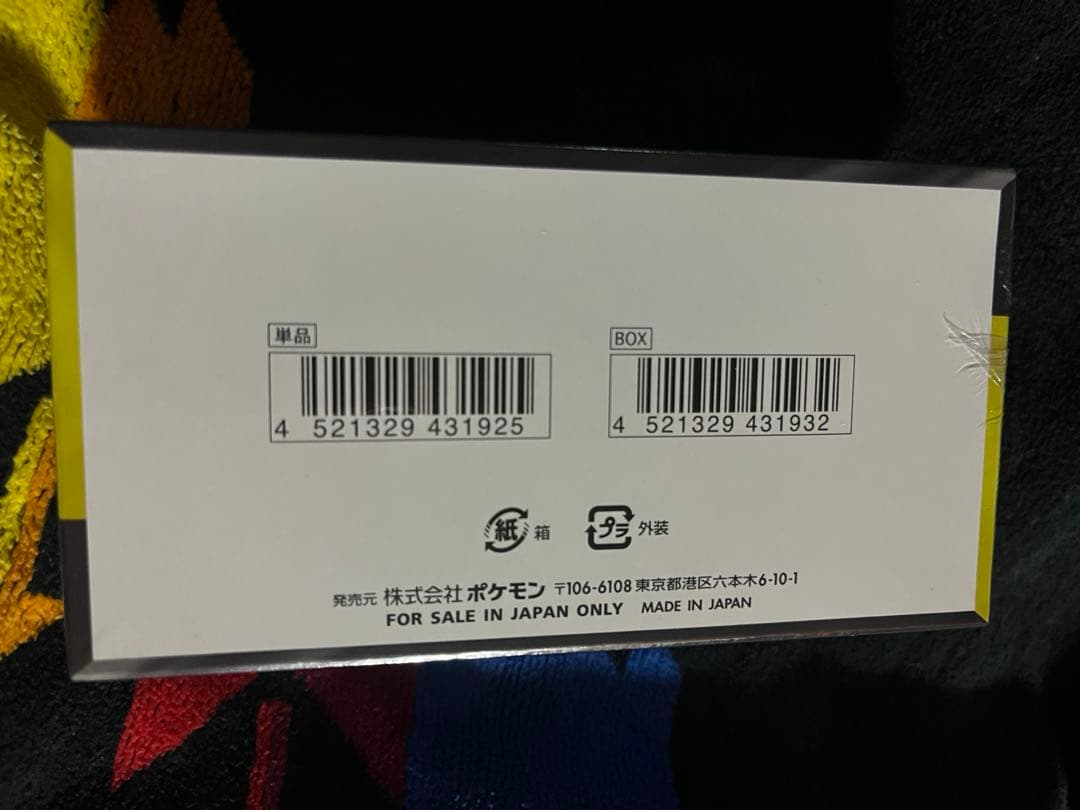 単品
4 521329 431925
BOX
4 521329 431932
紙 箱
プラ 外装
発売元 株式会社 ポケモン 〒106-6108 東京都港区六本木6-10-1
FOR SALE IN JAPAN ONLY MADE IN JAPAN